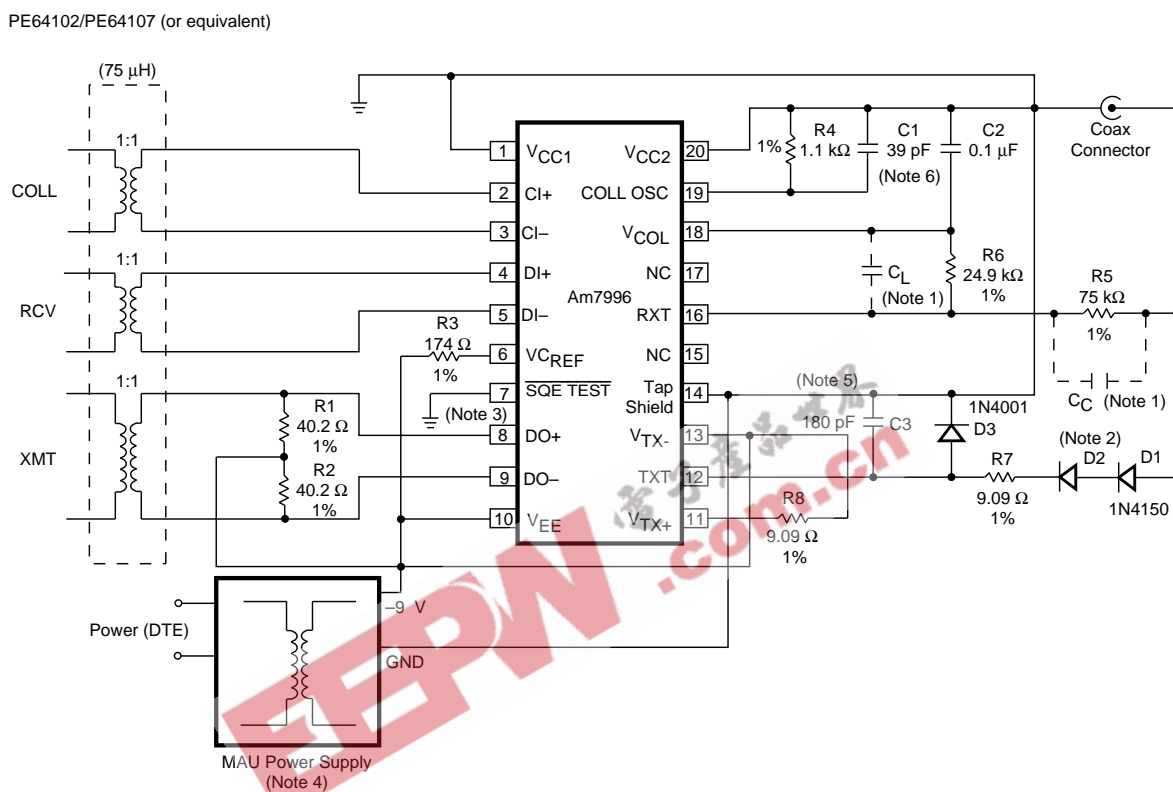 PE64102/PE64107 (or equivalent)
(75 μH)
1:1
COLL
1:1
RCV
1:1
XMT
R1
40.2 Ω
1%
R2
40.2 Ω
1%
R3
174 Ω
1%
(Note 3)
Am7996
1 VCC1
2 CI+
3 CI–
4 DI+
5 DI–
6 VCREF
7 SQE TEST
8 DO+
9 DO–
10 VEE
VCC2 20
COLL OSC 19
VCOL 18
NC 17
RXT 16
NC 15
Tap
Shield 14
VTX- 13
TXT 12
VTX+ 11
1%
R4
1.1 kΩ
C1
39 pF
(Note 6)
C2
0.1 μF
Coax
Connector
CL
(Note 1)
R6
24.9 kΩ
1%
R5
75 kΩ
1%
CC (Note 1)
(Note 5)
180 pF C3
1N4001
D3
(Note 2)
D2
D1
1N4150
R7
9.09 Ω
1%
R8
9.09 Ω
1%
Power (DTE)
–9 V
GND
MAU Power Supply
(Note 4)
電子產品世界
EEPW.com.cn